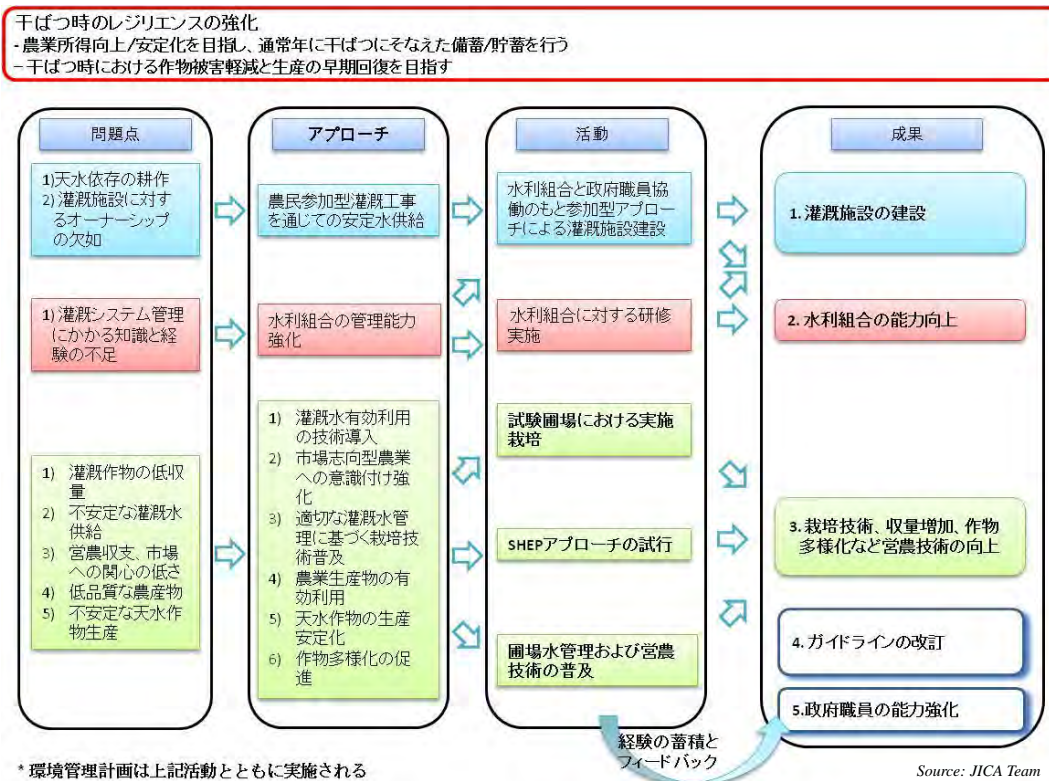 干ばつ時のレジリエンスの強化
- 農業所得向上/安定化を目指し、通常年に干ばつにそなえた備蓄/貯蓄を行う
– 干ばつ時における作物被害軽減と生産の早期回復を目指す
問題点
1)天水依存の耕作
2)灌漑施設に対
するオーナーシップ
の欠如
1)灌漑システム管理
にかかる知識と経
験の不足
1) 灌漑作物の低収
量
2) 不安定な灌漑水
供給
3) 営農収支、市場
への関心の低さ
4) 低品質な農産物
5) 不安定な天水作
物生産
アプローチ
農民参加型灌漑工事
を通じての安定水供給
水利組合の管理能力
強化
1) 灌漑水有効利用
の技術導入
2) 市場志向型農業
への意識付け強
化
3) 適切な灌漑水管
理に基づく栽培技
術普及
4) 農業生産物の有
効利用
5) 天水作物の生産
安定化
6) 作物多様化の促
進
活動
水利組合と政府職員協
働のもと参加型アプロー
チによる灌漑施設建設
水利組合に対する研修
実施
試験圃場における実施
栽培
SHEPアプローチの試行
圃場水管理および営農
技術の普及
成果
1. 灌漑施設の建設
2. 水利組合の能力向上
3. 栽培技術、収量増加、作物
多様化など営農技術の向上
4. ガイドラインの改訂
5.政府職員の能力強化
経験の蓄積と
フィードバック
* 環境管理計画は上記活動とともに実施される
Source: JICA Team